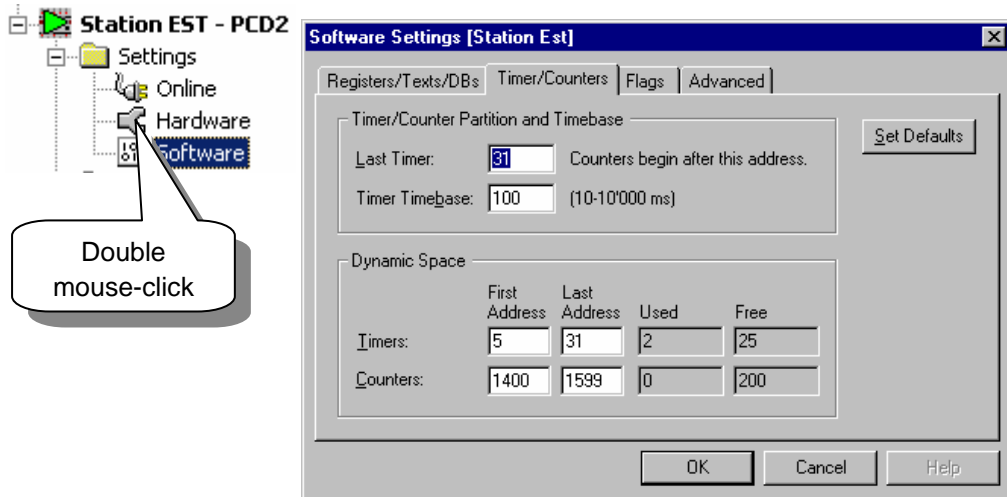 Station EST - PCD2
Settings
Online
Hardware
Software
Double
mouse-click
Software Settings [Station Est]
Registers/Texts/DBs Timer/Counters Flags Advanced
Timer/Counter Partition and Timebase
Set Defaults
Last Timer: 31 Counters begin after this address.
Timer Timebase: 100 (10-10'000 ms)
Dynamic Space
First Last
Address Address Used Free
Timers: 5 31 2 25
Counters: 1400 1599 0 200
OK Cancel Help